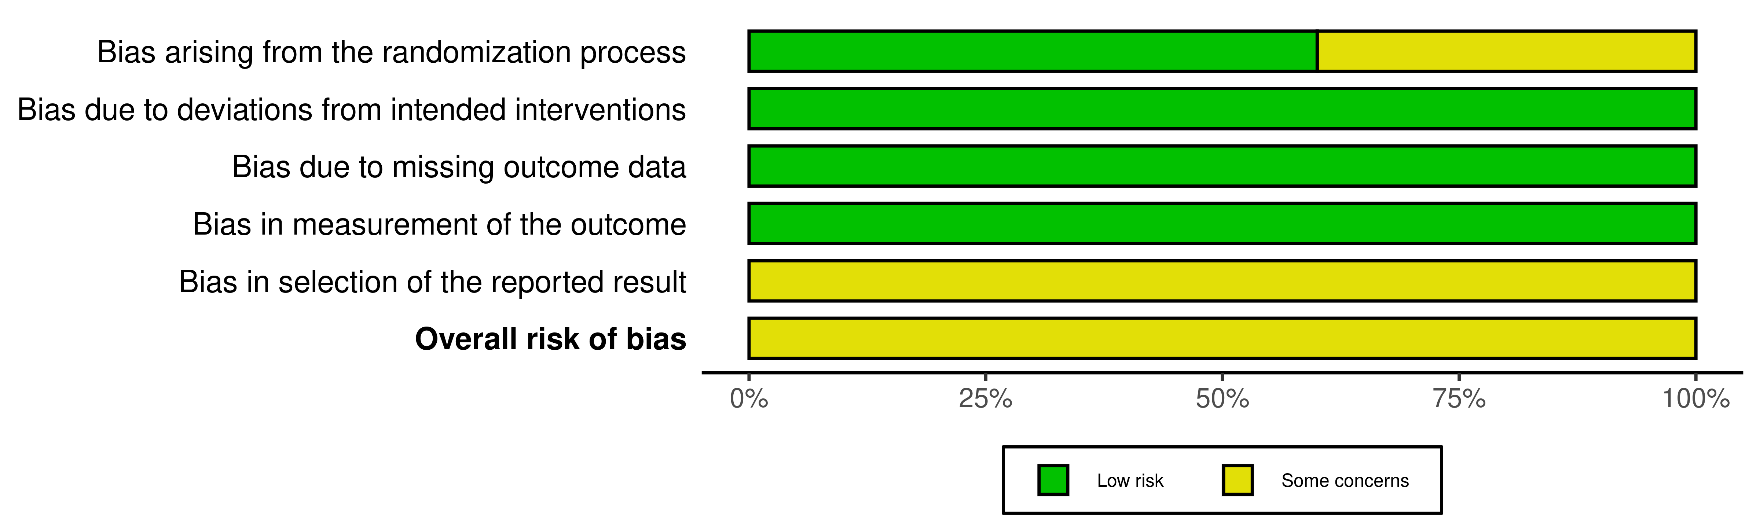 Bias arising from the randomization process
Bias due to deviations from intended interventions
Bias due to missing outcome data
Bias in measurement of the outcome
Bias in selection of the reported result
Overall risk of bias
0% 25% 50% 75% 100%
Low risk Some concerns